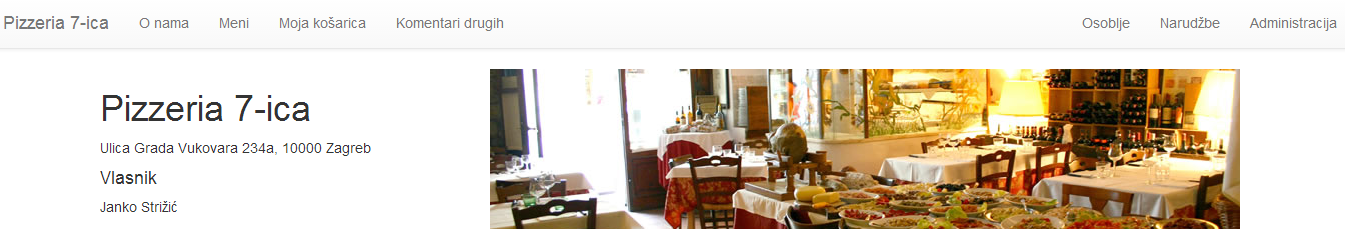 Pizzeria 7-ica O nama Meni Moja košarica Komentari drugih Osoblje Narudžbe Administracija
Pizzeria 7-ica
Ulica Grada Vukovara 234a, 10000 Zagreb
Vlasnik
Janko Strižić